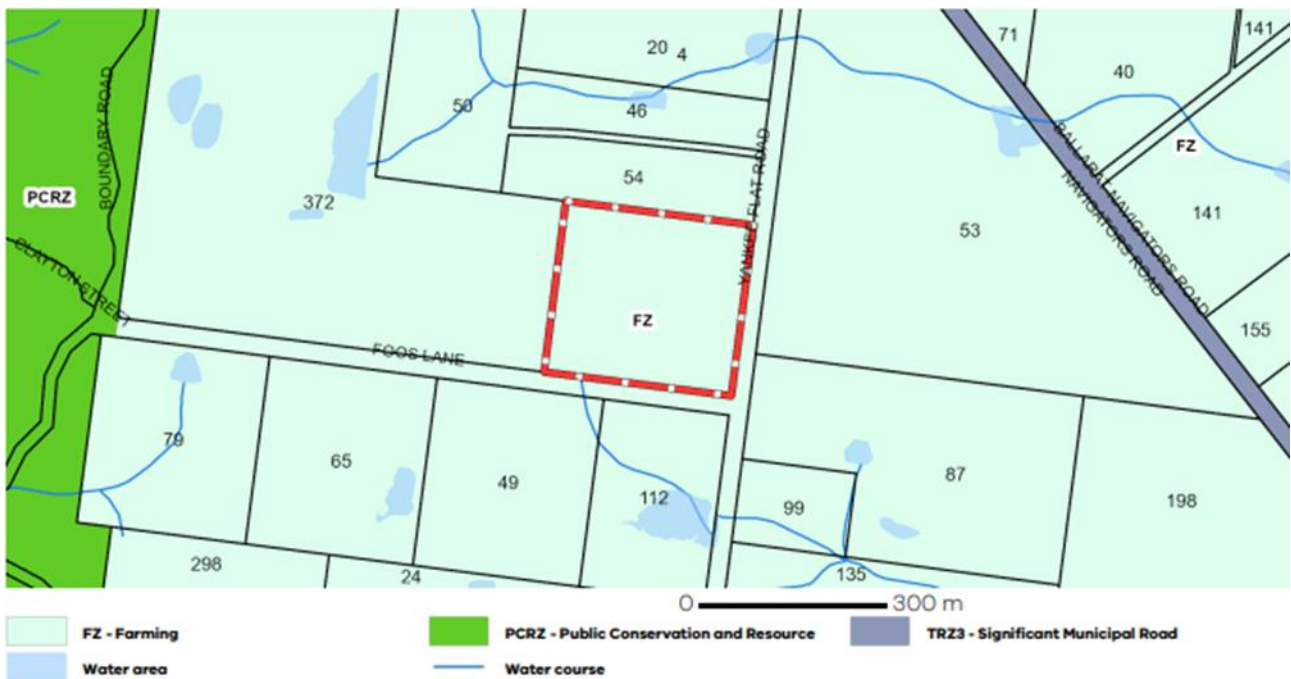 71
141
20 4
40
50
46
BOUNDARY ROAD
YANKEE FLAT ROAD
BALLARAT NAVIGATORS ROAD
NAVIGATORS ROAD
FZ
54
PCRZ
372
141
53
CLAYTON STREET
FZ
155
FOOS LANE
79
65
49
112
99
87
198
298
24
135
0 300 m
FZ - Farming
PCRZ - Public Conservation and Resource
TRZ3 - Significant Municipal Road
Water area
Water course